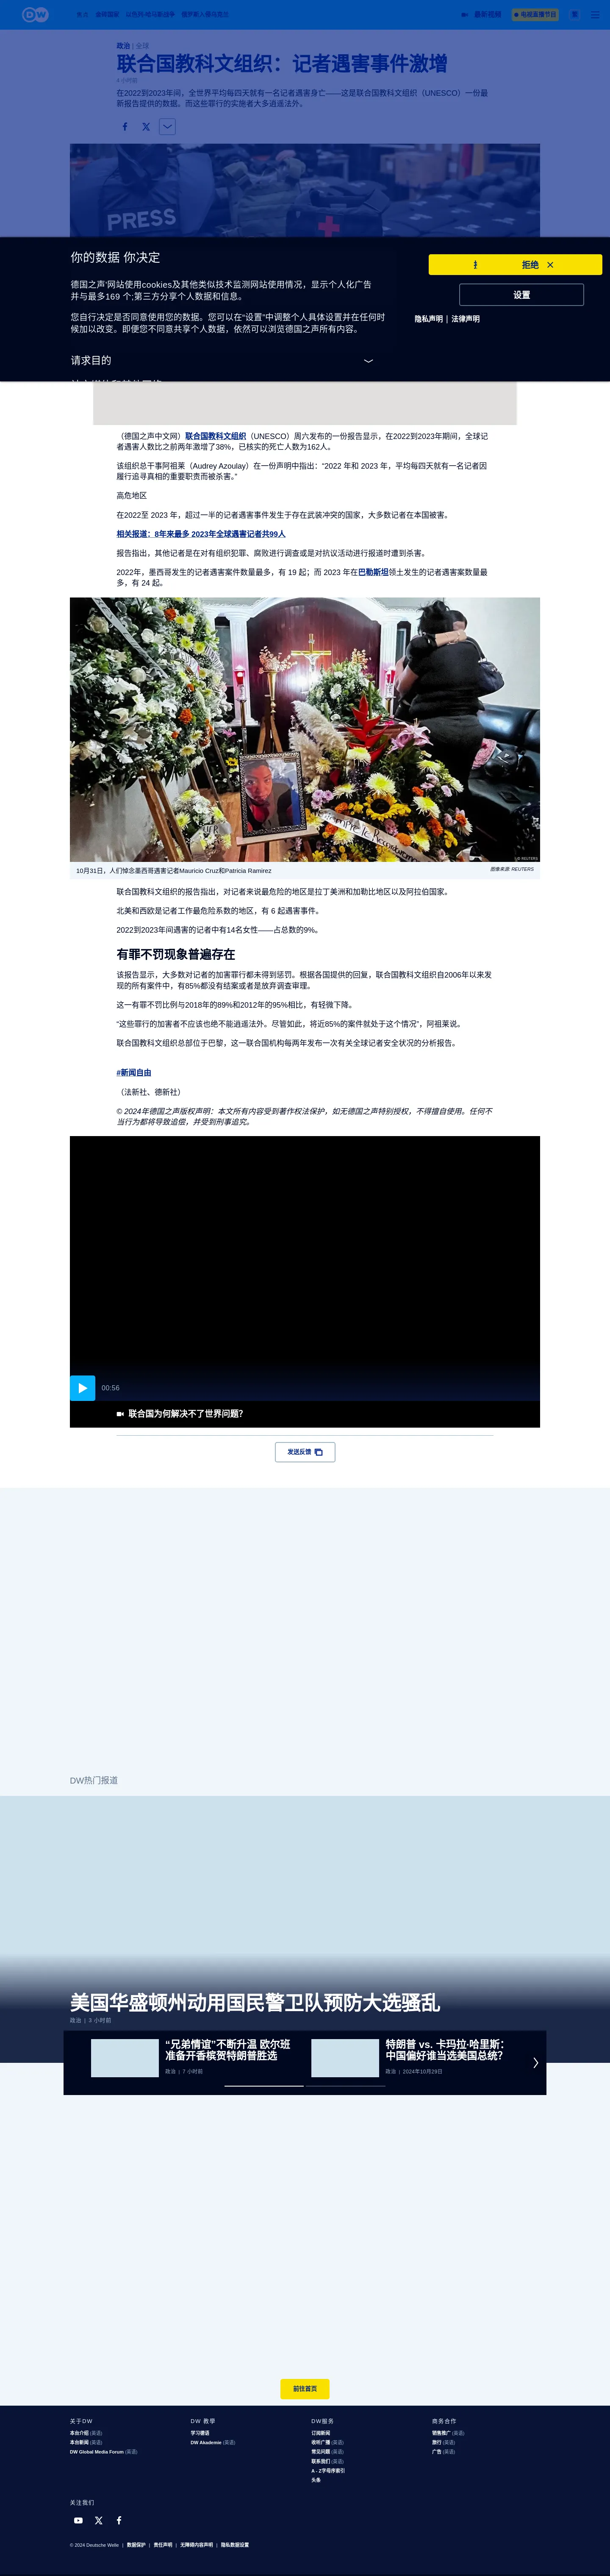 DW
最新视频
电视直播节目
繁
政治 | 全球
联合国教科文组织：记者遇害事件激增
在2022到2023年间，全世界平均每四天就有一名记者遇害身亡——这是联合国教科文组织（UNESCO）一份最
新报告提供的数据。而这些罪行的实施者大多逍遥法外。
PRESS
你的数据 你决定
德国之声'网站使用cookies及其他类似技术监测网站使用情况，显示个人化广告
并与最多169 个;第三方分享个人数据和信息。
您自行决定是否同意使用您的数据。您可以在“设置”中调整个人具体设置并在任何时
候加以改变。即便您不同意共享个人数据，依然可以浏览德国之声所有内容。
请求目的
拒绝
设置
隐私声明 | 法律声明
（德国之声中文网）联合国教科文组织（UNESCO）周六发布的一份报告显示，在2022到2023年期间，全球记
者遇害人数比之前两年激增了38%，已核实的死亡人数为162人。
该组织总干事阿祖莱（Audrey Azoulay）在一份声明中指出：“2022 年和 2023 年，平均每四天就有一名记者因
履行追寻真相的重要职责而被杀害。”
高危地区
在2022至 2023 年，超过一半的记者遇害事件发生于存在武装冲突的国家，大多数记者在本国被害。
相关报道：8年来最多 2023年全球遇害记者共99人
报告指出，其他记者是在对有组织犯罪、腐败进行调查或是对抗议活动进行报道时遭到杀害。
2022年，墨西哥发生的记者遇害案件数量最多，有 19 起；而 2023 年在巴勒斯坦领土发生的记者遇害案数量最
多，有 24 起。
10月31日，人们悼念墨西哥遇害记者Mauricio Cruz和Patricia Ramirez
图像来源: REUTERS
联合国教科文组织的报告指出，对记者来说最危险的地区是拉丁美洲和加勒比地区以及阿拉伯国家。
北美和西欧是记者工作最危险系数的地区，有 6 起遇害事件。
2022到2023年间遇害的记者中有14名女性——占总数的9%。
有罪不罚现象普遍存在
该报告显示，大多数对记者的加害罪行都未得到惩罚。根据各国提供的回复，联合国教科文组织自2006年以来发
现的所有案件中，有85%都没有结案或者是放弃调查审理。
这一有罪不罚比例与2018年的89%和2012年的95%相比，有轻微下降。
“这些罪行的加害者不应该也绝不能逍遥法外。尽管如此，将近85%的案件就处于这个情况”，阿祖莱说。
联合国教科文组织总部位于巴黎，这一联合国机构每两年发布一次有关全球记者安全状况的分析报告。
#新闻自由
（法新社、德新社）
© 2024年德国之声版权声明：本文所有内容受到著作权法保护，如无德国之声特别授权，不得擅自使用。任何不
当行为都将导致追偿，并受到刑事追究。
00:56
联合国为何解决不了世界问题？
发送反馈
DW热门报道
美国华盛顿州动用国民警卫队预防大选骚乱
政治 | 3 小时前
“兄弟情谊”不断升温 欧尔班
准备开香槟贺特朗普胜选
政治 | 7 小时前
特朗普 vs. 卡玛拉·哈里斯：
中国偏好谁当选美国总统？
政治 | 2024年10月29日
前往首页
关于DW
本台介绍 (英语)
本台新闻 (英语)
DW Global Media Forum (英语)
DW 教學
学习德语
DW Akademie (英语)
DW服务
订阅新闻
收听广播 (英语)
常见问题 (英语)
联系我们 (英语)
A - Z字母序索引
头条
商务合作
销售推广 (英语)
旅行 (英语)
广告 (英语)
关注我们
© 2024 Deutsche Welle | 数据保护 | 责任声明 | 无障碍内容声明 | 隐私数据设置